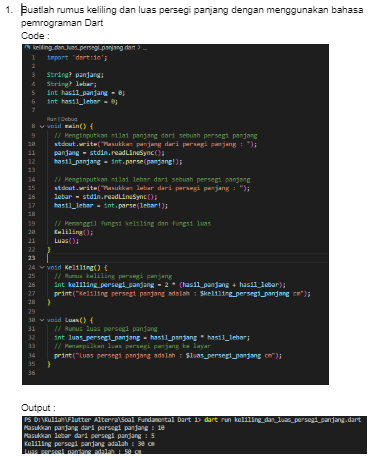 1. Buatlah rumus keliling dan luas persegi panjang dengan menggunakan bahasa
pemrograman Dart
Code :
keliling_dan_luas_persegi_panjang.dart > ...
1 import 'dart:io';
2
3 String? panjang;
4 String? lebar;
5 int hasil_panjang = 0;
6 int hasil_lebar = 0;
7
Run | Debug
8 void main() {
9 // Menginputkan nilai panjang dari sebuah persegi panjang
10 stdout.write("Masukkan panjang dari persegi panjang : ");
11 panjang = stdin.readLineSync();
12 hasil_panjang = int.parse(panjang!);
13
14 // Menginputkan nilai lebar dari sebuah persegi panjang
15 stdout.write("Masukkan lebar dari persegi panjang : ");
16 lebar = stdin.readLineSync();
17 hasil_lebar = int.parse(lebar!);
18
19 // Memanggil fungsi keliling dan fungsi luas
20 Keliling();
21 Luas();
22 }
23
24 void Keliling() {
25 // Rumus keliling persegi panjang
26 int keliling_persegi_panjang = 2 * (hasil_panjang + hasil_lebar);
27 print("Keliling persegi panjang adalah : $keliling_persegi_panjang cm");
28 }
29
30 void Luas() {
31 // Rumus luas persegi panjang
32 int luas_persegi_panjang = hasil_panjang * hasil_lebar;
33 // Menampilkan luas persegi panjang ke layar
34 print("Luas persegi panjang adalah : $luas_persegi_panjang cm");
35 }
36
Output :
PS D:\Kuliah\Flutter Alterra\Soal Fundamental Dart 1> dart run keliling_dan_luas_persegi_panjang.dart
Masukkan panjang dari persegi panjang : 10
Masukkan lebar dari persegi panjang : 5
Keliling persegi panjang adalah : 30 cm
Luas persegi panjang adalah : 50 cm